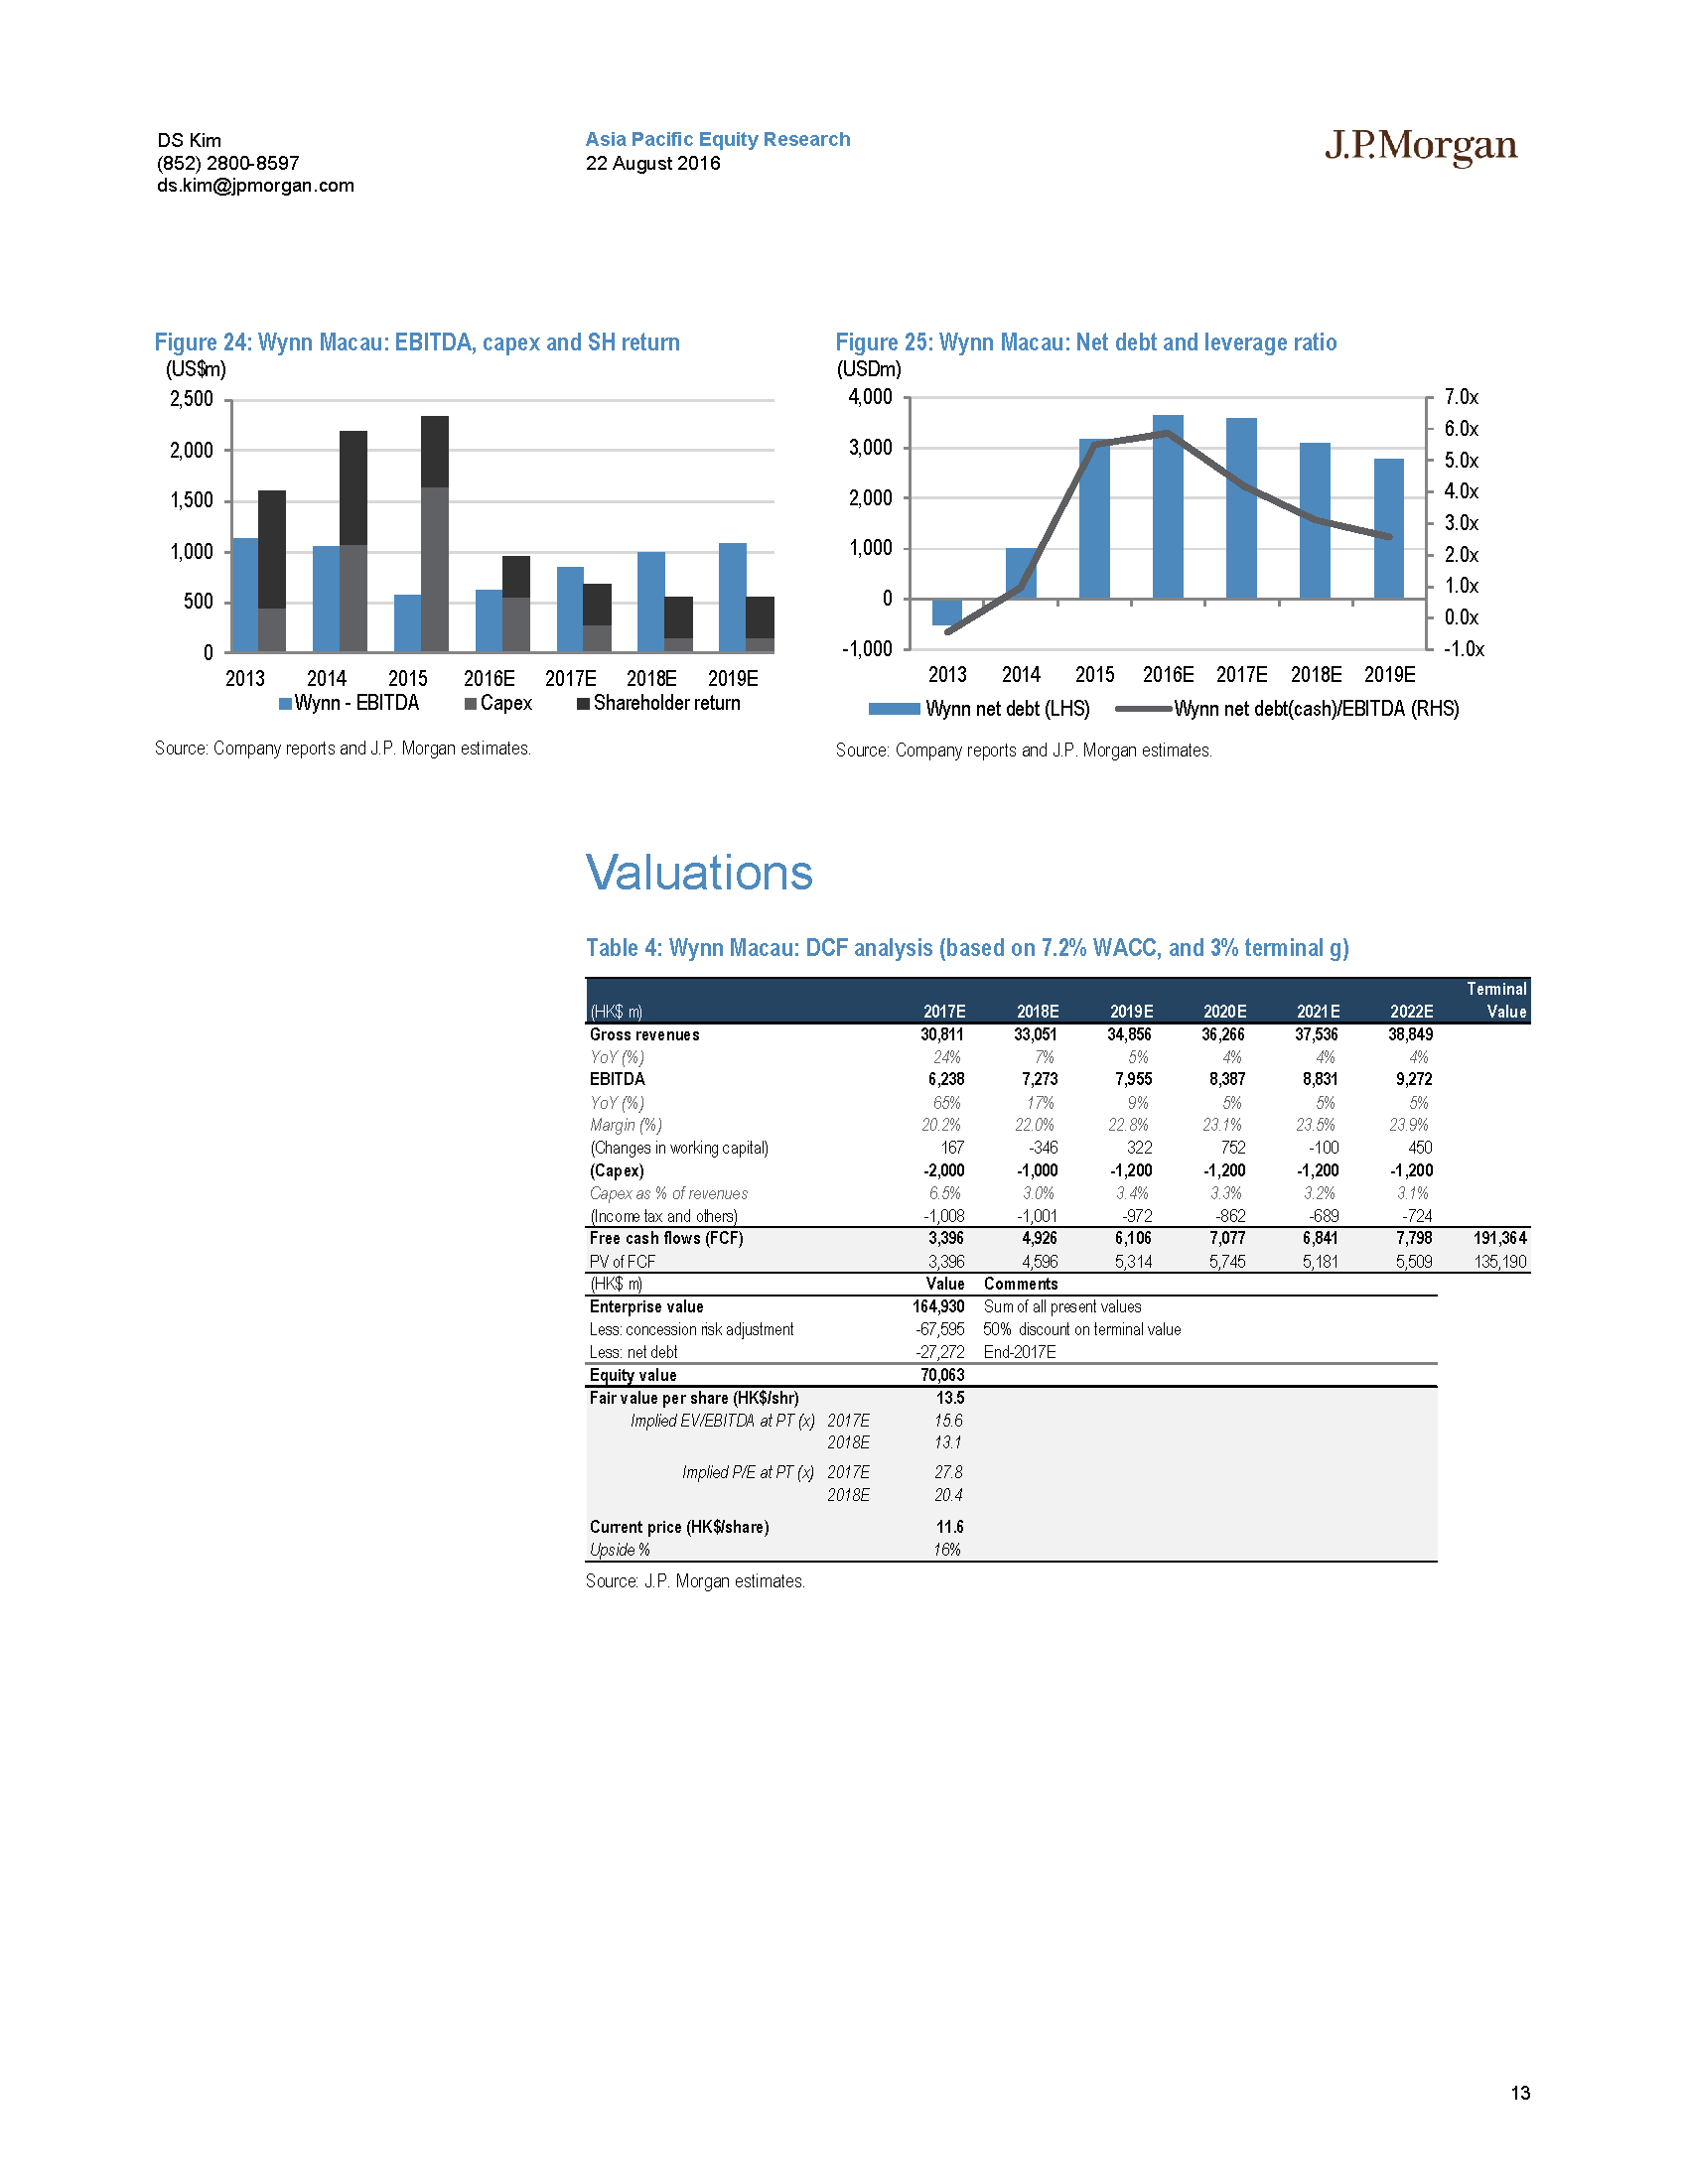 DS Kim
(852) 2800-8597
ds.kim@jpmorgan.com
Asia Pacific Equity Research
22 August 2016
J.P.Morgan
Figure 24: Wynn Macau: EBITDA, capex and SH return
(US$m)
2,500
2,000
1,500
1,000
500
0
2013 2014 2015 2016E 2017E 2018E 2019E
Wynn - EBITDA Capex Shareholder return
Source: Company reports and J.P. Morgan estimates.
Figure 25: Wynn Macau: Net debt and leverage ratio
(USDm)
4,000
3,000
2,000
1,000
0
-1,000
7.0x
6.0x
5.0x
4.0x
3.0x
2.0x
1.0x
0.0x
-1.0x
2013 2014 2015 2016E 2017E 2018E 2019E
Wynn net debt (LHS) Wynn net debt(cash)/EBITDA (RHS)
Source: Company reports and J.P. Morgan estimates.
Valuations
Table 4: Wynn Macau: DCF analysis (based on 7.2% WACC, and 3% terminal g)
Terminal
(HK$ m) 2017E 2018E 2019E 2020E 2021E 2022E Value
Gross revenues 30,811 33,051 34,856 36,266 37,536 38,849
YoY (%) 24% 7% 5% 4% 4% 4%
EBITDA 6,238 7,273 7,955 8,387 8,831 9,272
YoY (%) 65% 17% 9% 5% 5% 5%
Margin (%) 20.2% 22.0% 22.8% 23.1% 23.5% 23.9%
(Changes in working capital) 167 -346 322 752 -100 450
(Capex) -2,000 -1,000 -1,200 -1,200 -1,200 -1,200
Capex as % of revenues 6.5% 3.0% 3.4% 3.3% 3.2% 3.1%
(Income tax and others) -1,008 -1,001 -972 -862 -689 -724
Free cash flows (FCF) 3,396 4,926 6,106 7,077 6,841 7,798 191,364
PV of FCF 3,396 4,596 5,314 5,745 5,181 5,509 135,190
(HK$ m) Value Comments
Enterprise value 164,930 Sum of all present values
Less: concession risk adjustment -67,595 50% discount on terminal value
Less: net debt -27,272 End-2017E
Equity value 70,063
Fair value per share (HK$/shr) 13.5
Implied EV/EBITDA at PT (x) 2017E 15.6
2018E 13.1
Implied P/E at PT (x) 2017E 27.8
2018E 20.4
Current price (HK$/share) 11.6
Upside % 16%
Source: J.P. Morgan estimates.
13